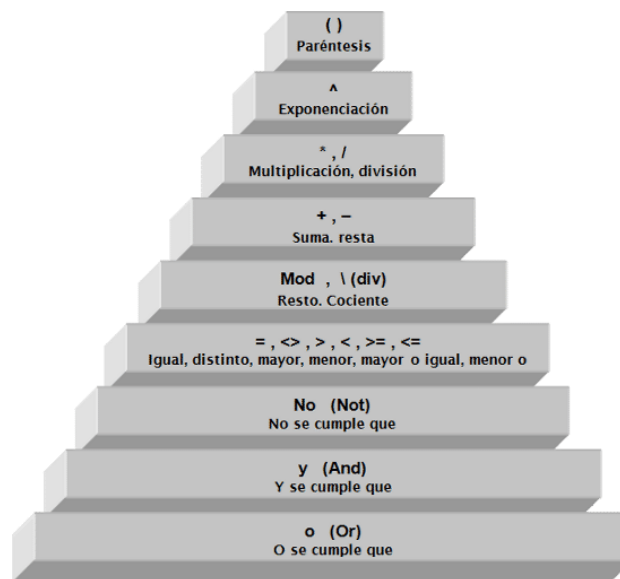 ( )
Paréntesis
^
Exponenciación
* , /
Multiplicación, división
+ , –
Suma. resta
Mod , \ (div)
Resto. Cociente
= , <> , > , < , >= , <=
Igual, distinto, mayor, menor, mayor o igual, menor o
No (Not)
No se cumple que
y (And)
Y se cumple que
o (Or)
O se cumple que